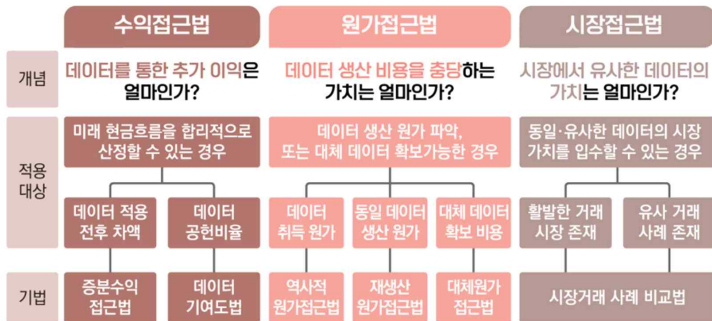 수익접근법
원가접근법
시장접근법
개념
데이터를 통한 추가 이익은
얼마인가?
데이터 생산 비용을 충당하는
가치는 얼마인가?
시장에서 유사한 데이터의
가치는 얼마인가?
적용
대상
미래 현금흐름을 합리적으로
산정할 수 있는 경우
데이터 생산 원가 파악,
또는 대체 데이터 확보가능한 경우
동일·유사한 데이터의 시장
가치를 입수할 수 있는 경우
데이터 적용
전후 차액
데이터
공헌비율
데이터
취득 원가
동일 데이터
생산 원가
대체 데이터
확보 비용
활발한 거래
시장 존재
유사 거래
사례 존재
기법
증분수익
접근법
데이터
기여도법
역사적
원가접근법
재생산
원가접근법
대체원가
접근법
시장거래 사례 비교법